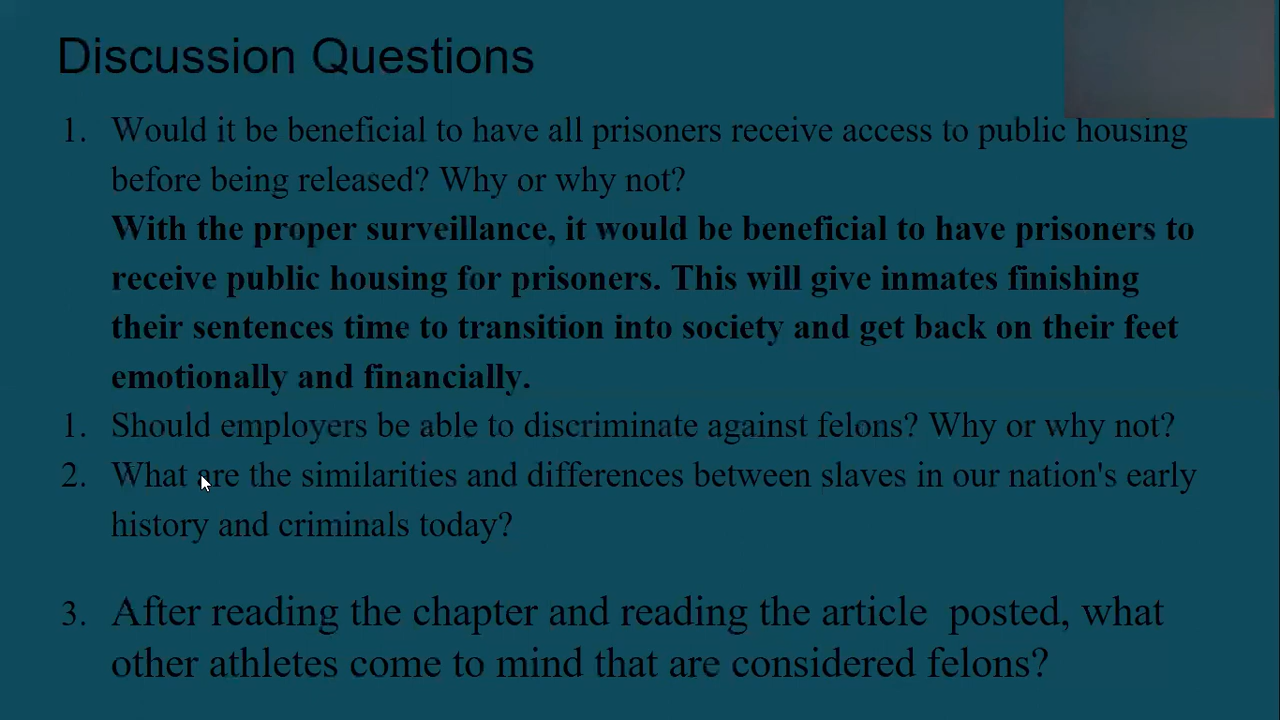 Discussion Questions
1. Would it be beneficial to have all prisoners receive access to public housing
before being released? Why or why not?
With the proper surveillance, it would be beneficial to have prisoners to
receive public housing for prisoners. This will give inmates finishing
their sentences time to transition into society and get back on their feet
emotionally and financially.
1. Should employers be able to discriminate against felons? Why or why not?
2. What are the similarities and differences between slaves in our nation's early
history and criminals today?
3. After reading the chapter and reading the article posted, what
other athletes come to mind that are considered felons?